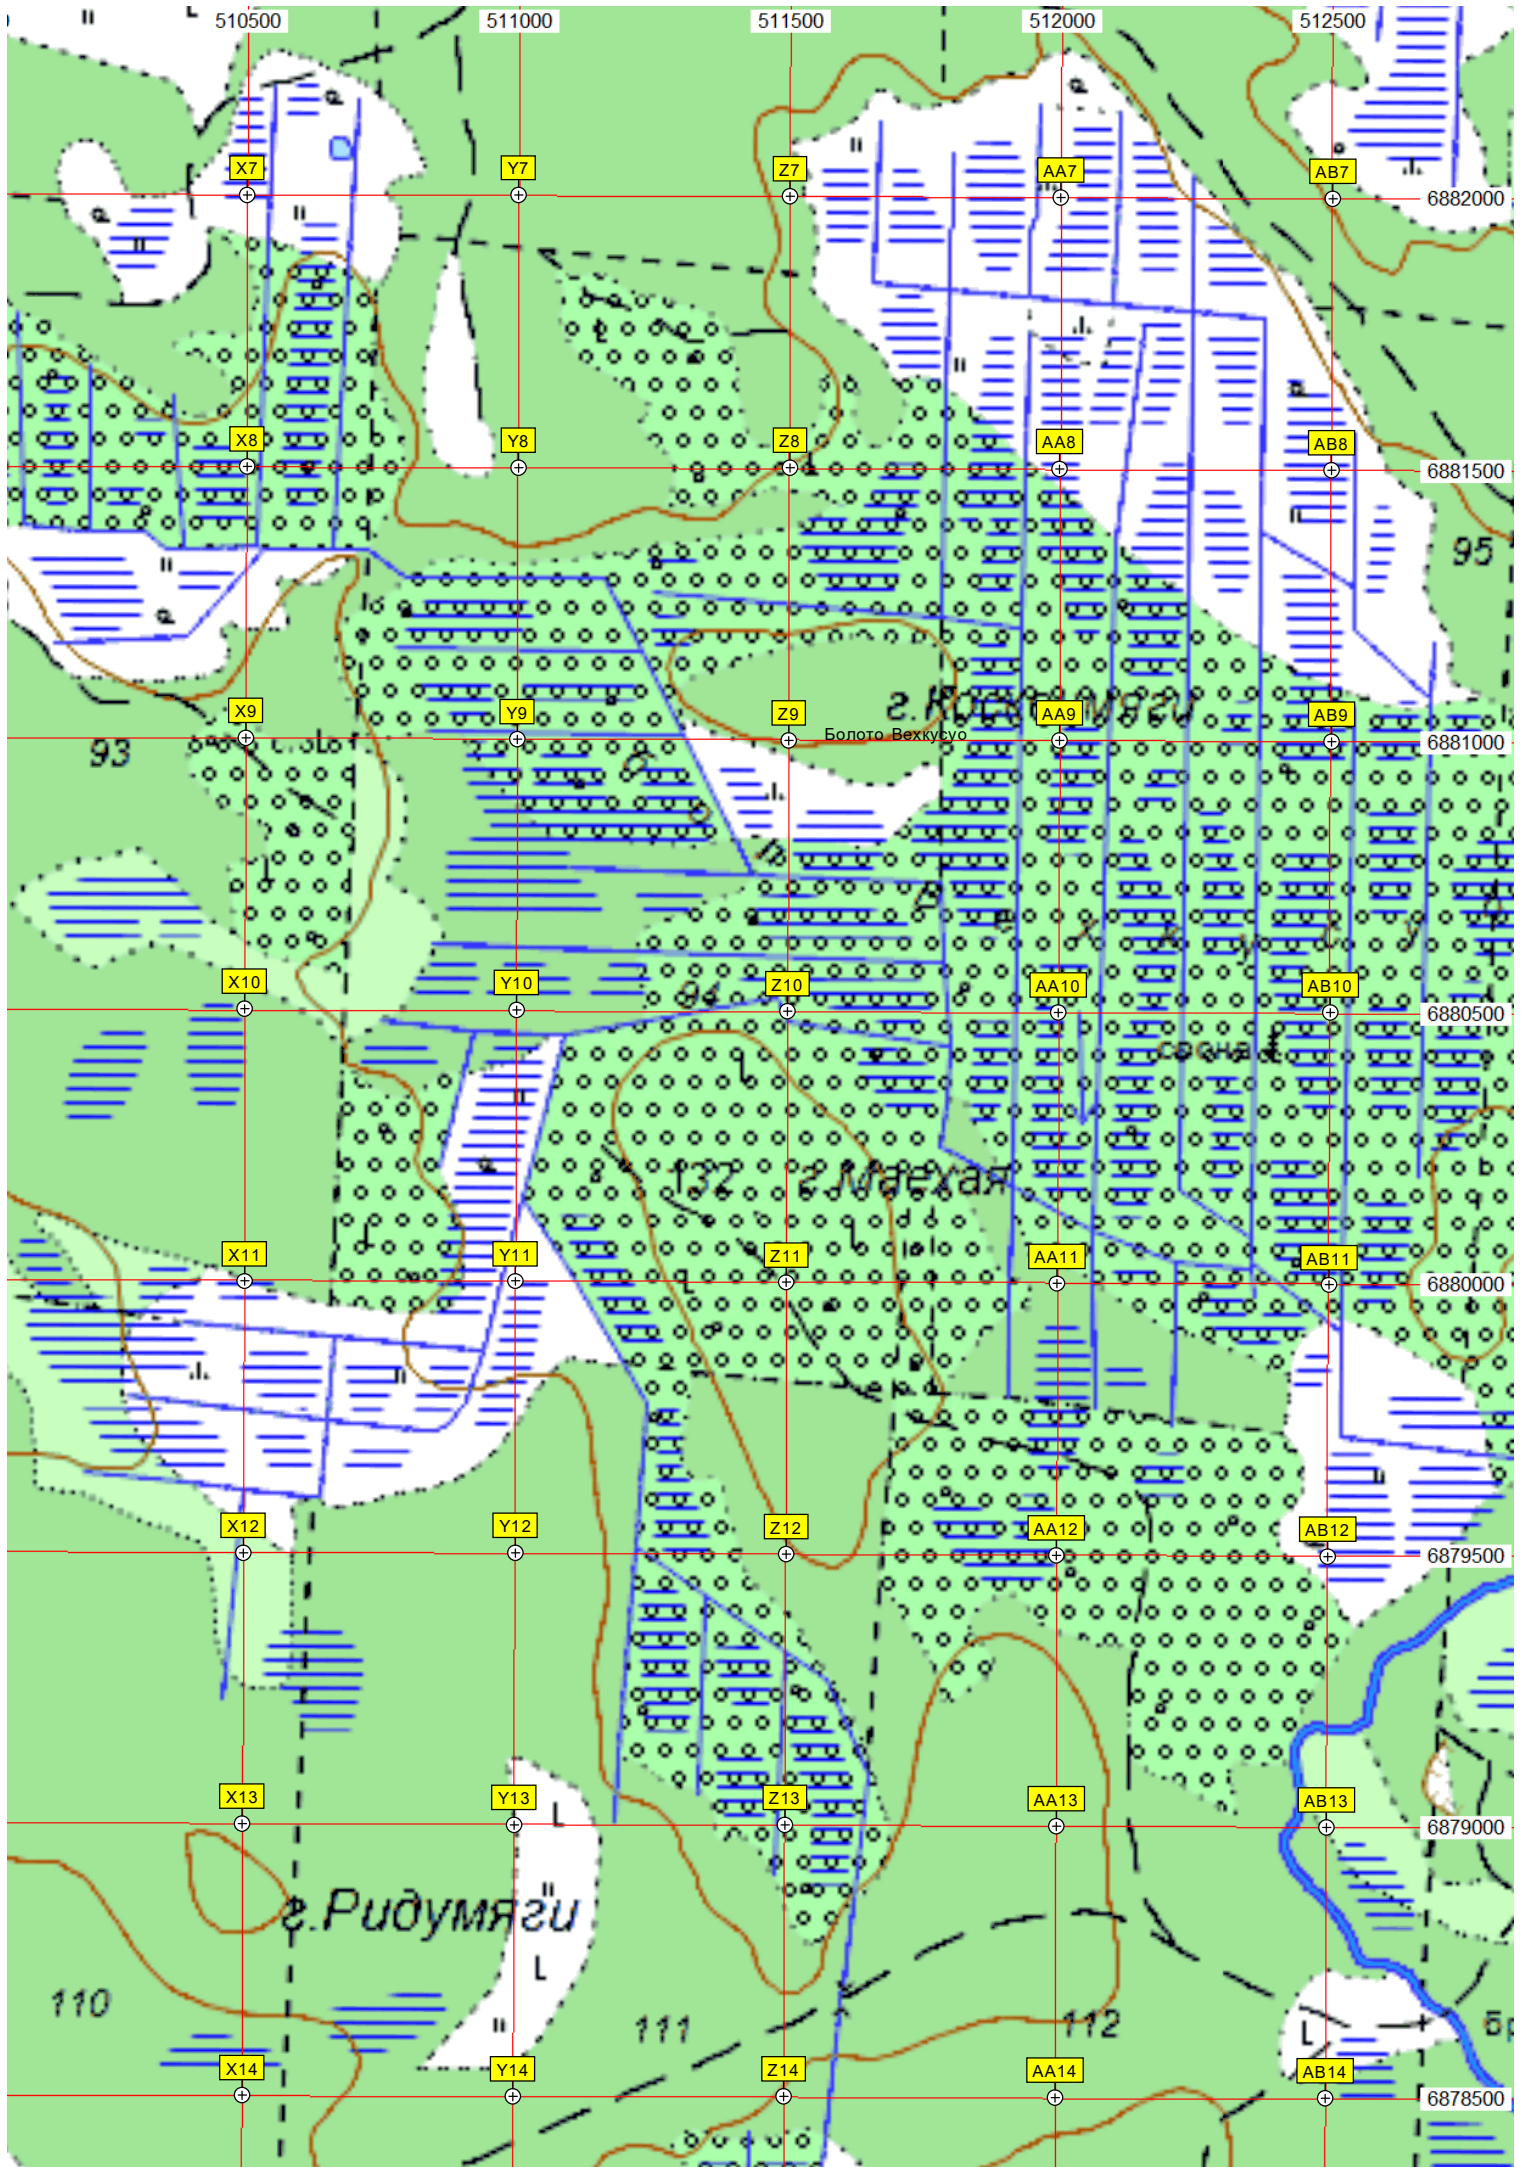 510500 511000 511500 512000 512500
X7 Y7 Z7 AA7 AB7
6882000
X8 Y8 Z8 AA8 AB8
6881500
95
г.Коскотомяги
X9 Y9 Z9 AA9 AB9
Болото Вехкусуо
6881000
93
б о л
X10 Y10 Z10 AA10 AB10
94
6880500
сосна
132 г.Маехая
X11 Y11 Z11 AA11 AB11
6880000
X12 Y12 Z12 AA12 AB12
6879500
X13 Y13 Z13 AA13 AB13
6879000
г.Ридумяги
110 111 112 бр
X14 Y14 Z14 AA14 AB14
6878500